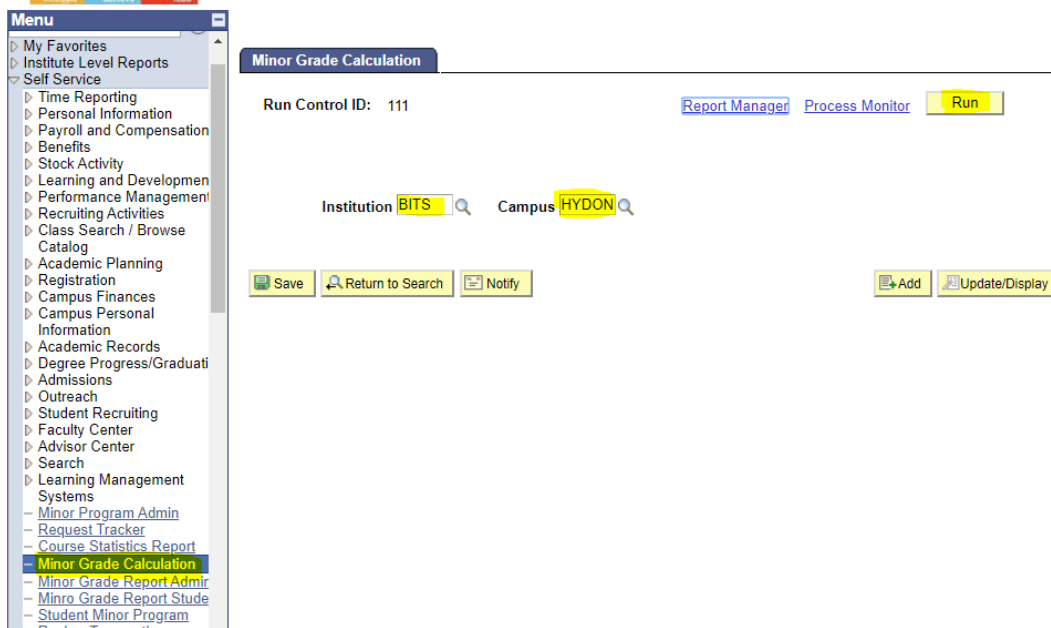 Menu
My Favorites
Institute Level Reports
Self Service
Time Reporting
Personal Information
Payroll and Compensation
Benefits
Stock Activity
Learning and Developmen
Performance Management
Recruiting Activities
Class Search / Browse
Catalog
Academic Planning
Registration
Campus Finances
Campus Personal
Information
Academic Records
Degree Progress/Graduati
Admissions
Outreach
Student Recruiting
Faculty Center
Advisor Center
Search
Learning Management
Systems
Minor Program Admin
Request Tracker
Course Statistics Report
Minor Grade Calculation
Minor Grade Report Admir
Minro Grade Report Stude
Student Minor Program
Minor Grade Calculation
Run Control ID: 111 Report Manager Process Monitor Run
Institution BITS Campus HYDON
Save Return to Search Notify Add Update/Display